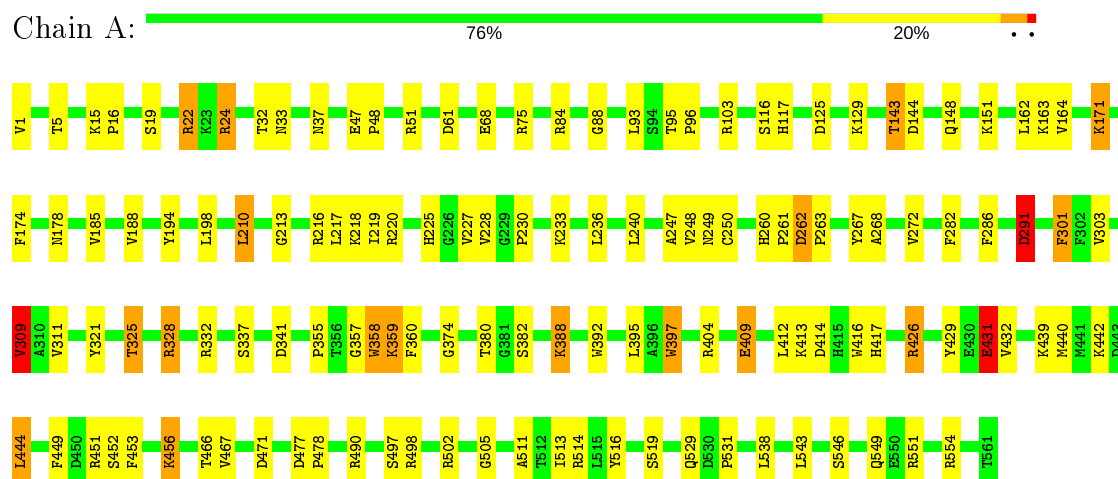 Chain A:
76% 20% • •
V1 T5 K15 P16 S19 R22 K23 R24 T32 N33 N37 E47 P48 R51 D61 E68 R75 R84 G88 L93 S94 T95 P96 R103 S116 H117 D125 K129 T143 D144 Q148 K151 L162 K163 V164 K171
F174 N178 V185 V188 Y194 L198 L210 G213 R216 L217 K218 I219 R220 H225 G226 V227 V228 G229 P230 K233 L236 L240 A247 V248 N249 C250 H260 P261 D262 P263 Y267 A268 V272 F282 F286 D291 F301 F302 V303
V309 A310 V311 Y321 T325 R328 R332 S337 D341 P355 T356 G357 W358 K359 F360 G374 T380 G381 S382 K388 W392 L395 A396 W397 R404 E409 L412 K413 D414 H415 W416 H417 R426 Y429 E430 E431 V432 K439 M440 M441 K442
L444 F449 D450 R451 S452 F453 K456 T466 V467 D471 D477 P478 R490 S497 R498 R502 G505 A511 T512 I513 R514 L515 Y516 S519 Q529 D530 P531 L538 L543 S546 Q549 E550 R551 R554 T561